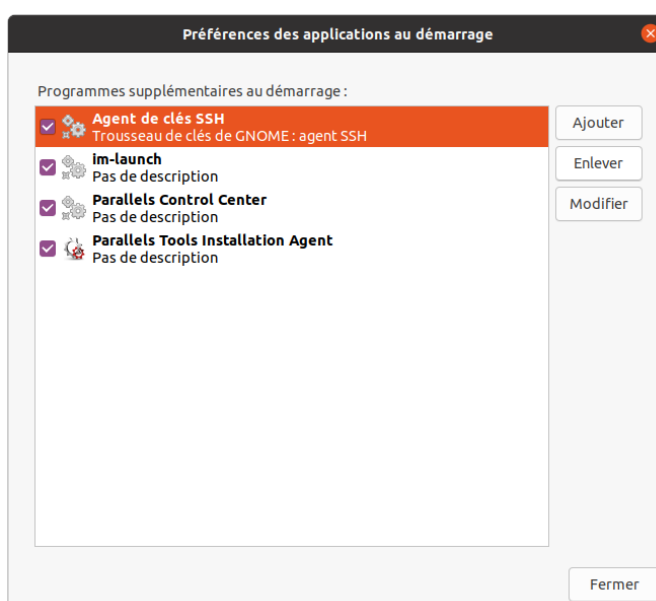 Préférences des applications au démarrage
Programmes supplémentaires au démarrage :
Agent de clés SSH
Trousseau de clés de GNOME : agent SSH
im-launch
Pas de description
Parallels Control Center
Pas de description
Parallels Tools Installation Agent
Pas de description
Ajouter
Enlever
Modifier
Fermer